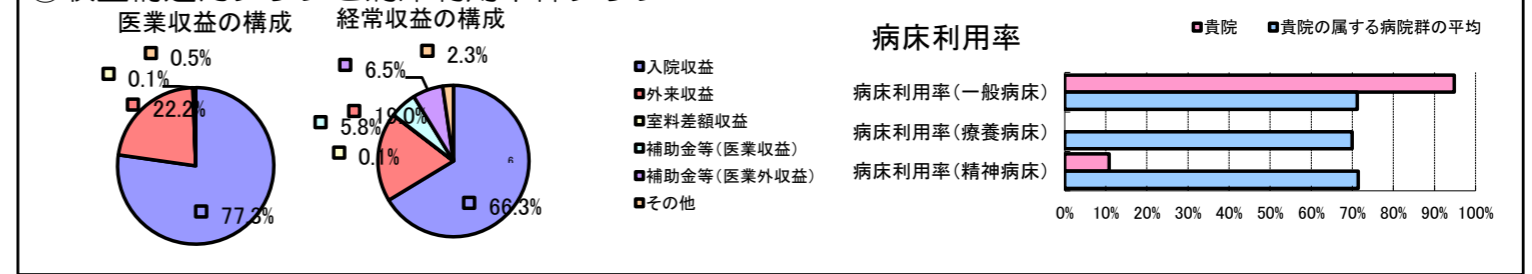 医業収益の構成
0.5%
0.1%
22.2%
77.3%
経常収益の構成
2.3%
6.5%
19.0%
5.8%
0.1%
6
66.3%
入院収益
外来収益
室料差額収益
補助金等(医業収益)
補助金等(医業外収益)
その他
病床利用率
貴院 貴院の属する病院群の平均
病床利用率(一般病床)
病床利用率(療養病床)
病床利用率(精神病床)
0% 10% 20% 30% 40% 50% 60% 70% 80% 90% 100%